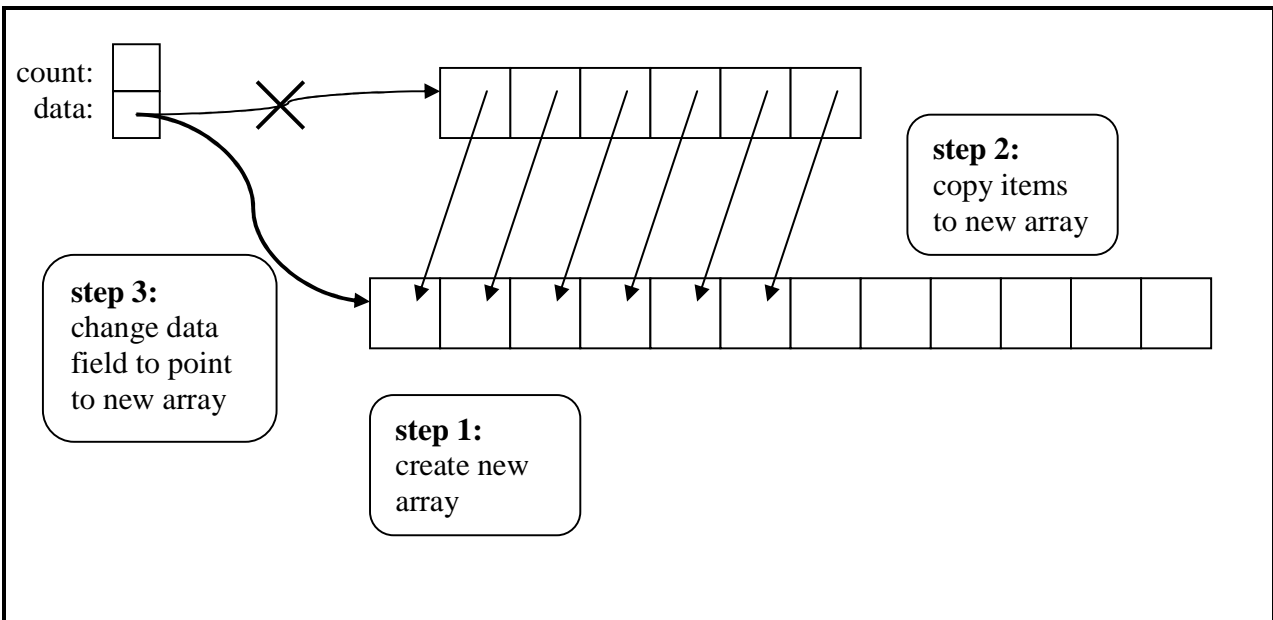 count:
data:
step 2:
copy items
to new array
step 3:
change data
field to point
to new array
step 1:
create new
array